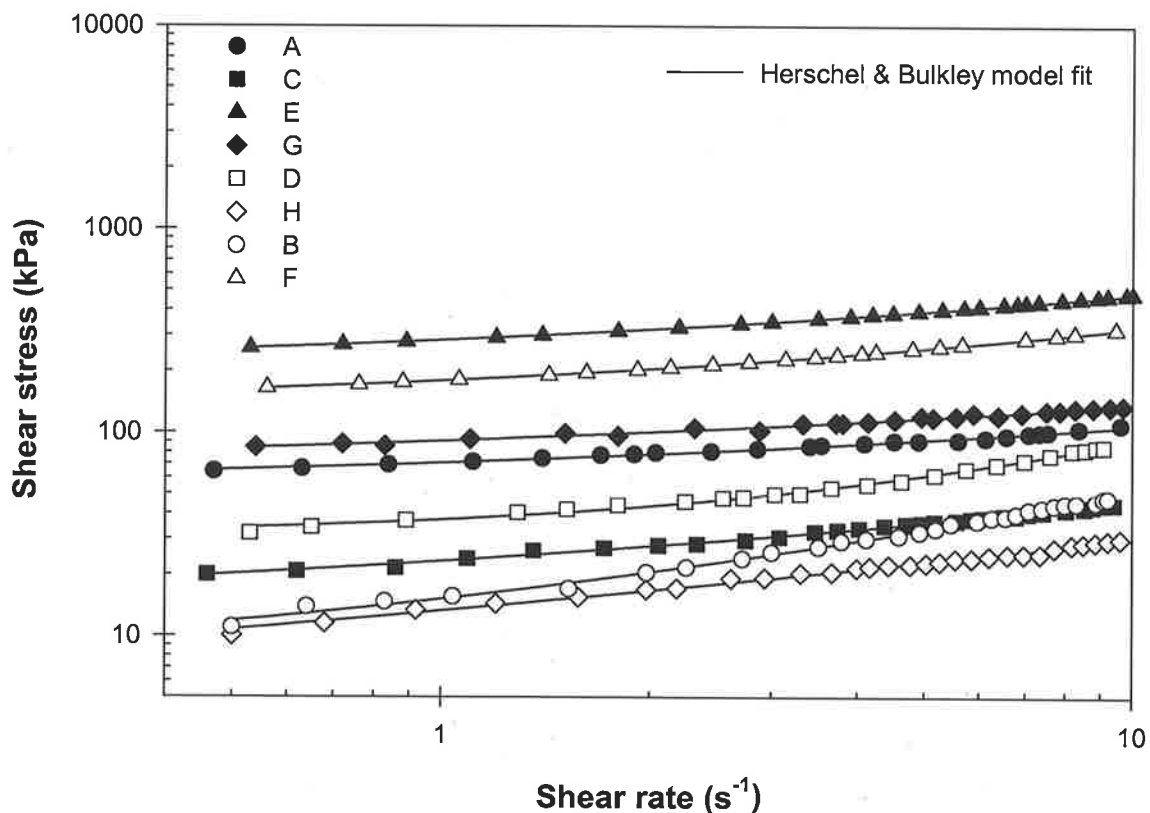 10000
1000
100
10
Shear stress (kPa)
A
C
E
G
D
H
B
F
Herschel & Bulkley model fit
1
10
Shear rate (s⁻¹)